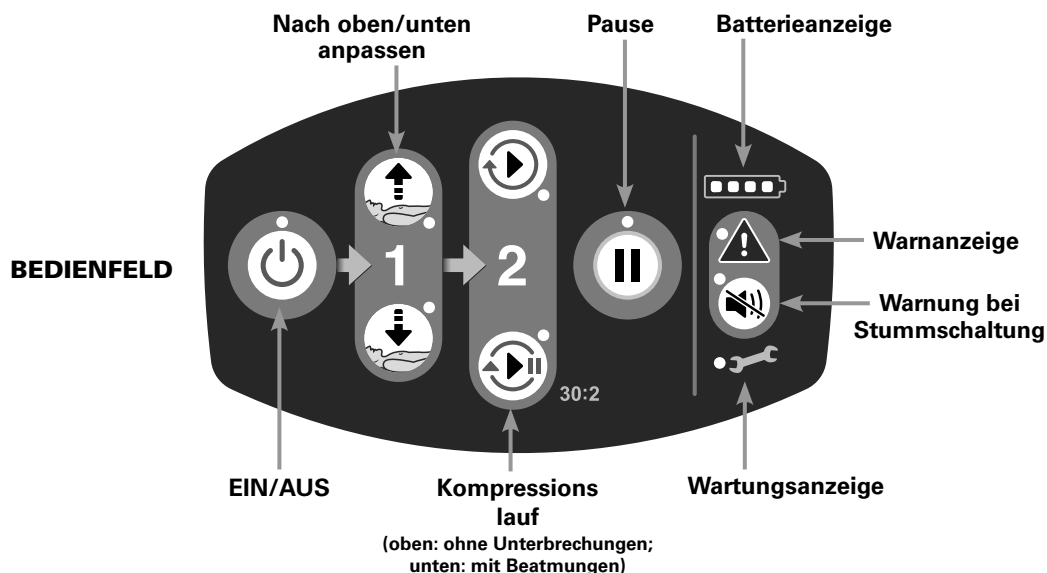 Nach oben/unten
anpassen
Pause
Batterieanzeige
BEDIENFELD
1
2
30:2
Warnanzeige
Warnung bei
Stummschaltung
EIN/AUS
Kompressions
lauf
(oben: ohne Unterbrechungen;
unten: mit Beatmungen)
Wartungsanzeige